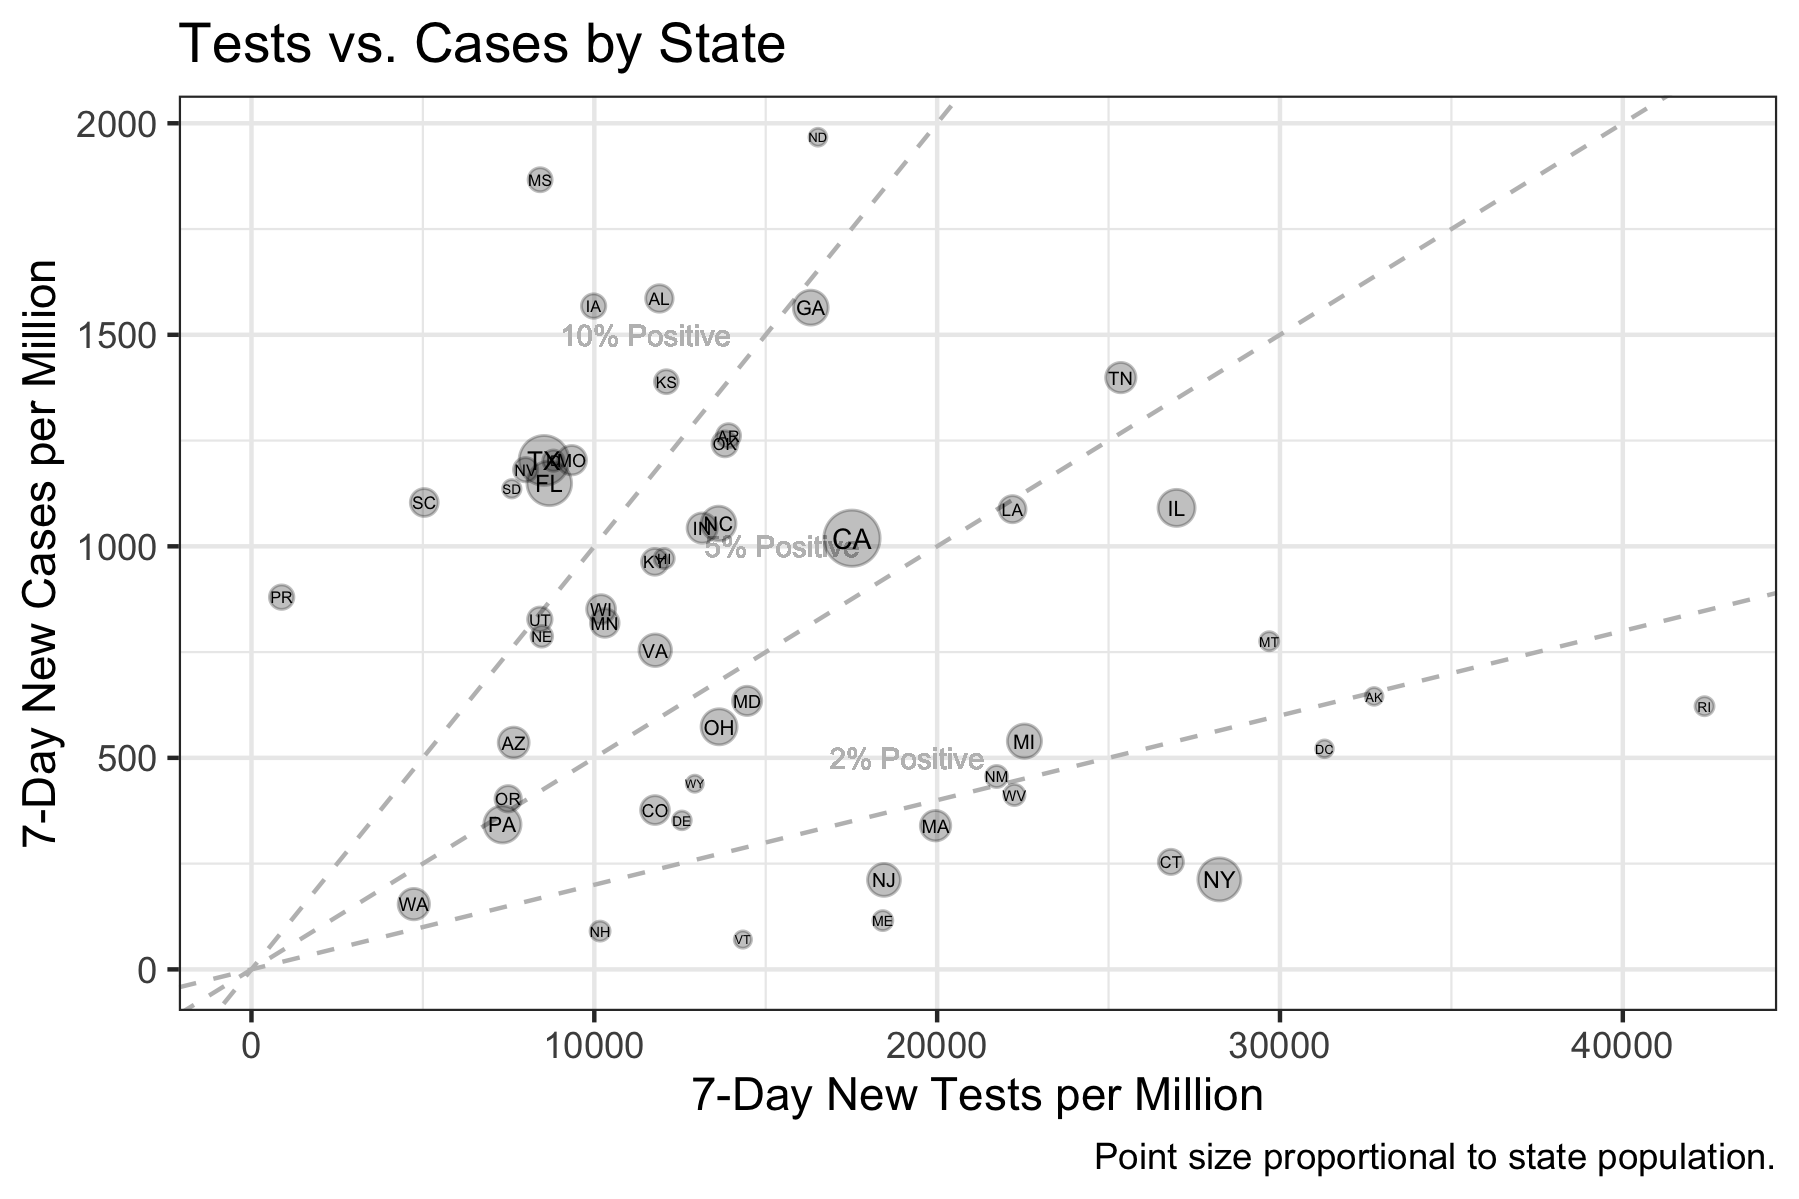 Tests vs. Cases by State
7-Day New Cases per Million
2000
1500
1000
500
0
ND
MS
IA
AL
GA
10% Positive
KS
TN
AR
OK
TX
MO
NV
FL
SD
SC
LA
IL
NC
IN
CA
5% Positive
KY
HI
PR
WI
UT
MN
NE
VA
MT
MD
AK
RI
OH
AZ
MI
DC
2% Positive
NM
WY
WV
OR
CO
DE
PA
MA
CT
NJ
NY
WA
ME
NH
VT
0
10000
20000
30000
40000
7-Day New Tests per Million
Point size proportional to state population.